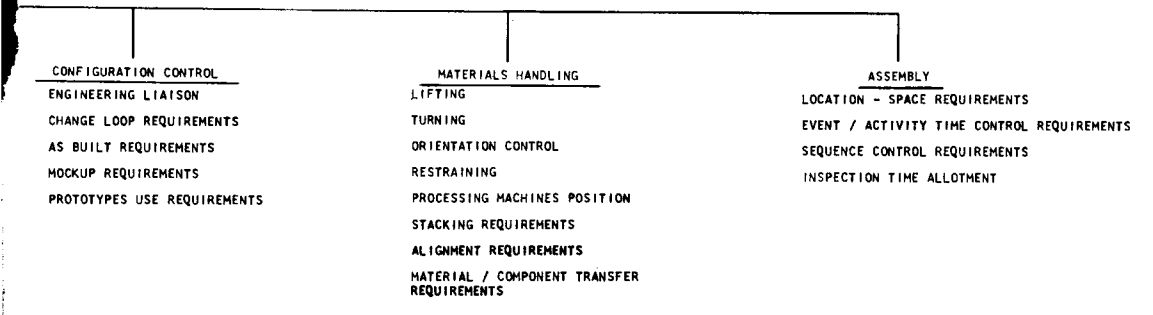 CONFIGURATION CONTROL
ENGINEERING LIAISON
CHANGE LOOP REQUIREMENTS
AS BUILT REQUIREMENTS
MOCKUP REQUIREMENTS
PROTOTYPES USE REQUIREMENTS
MATERIALS HANDLING
LIFTING
TURNING
ORIENTATION CONTROL
RESTRAINING
PROCESSING MACHINES POSITION
STACKING REQUIREMENTS
ALIGNMENT REQUIREMENTS
MATERIAL / COMPONENT TRANSFER
REQUIREMENTS
ASSEMBLY
LOCATION - SPACE REQUIREMENTS
EVENT / ACTIVITY TIME CONTROL REQUIREMENTS
SEQUENCE CONTROL REQUIREMENTS
INSPECTION TIME ALLOTMENT